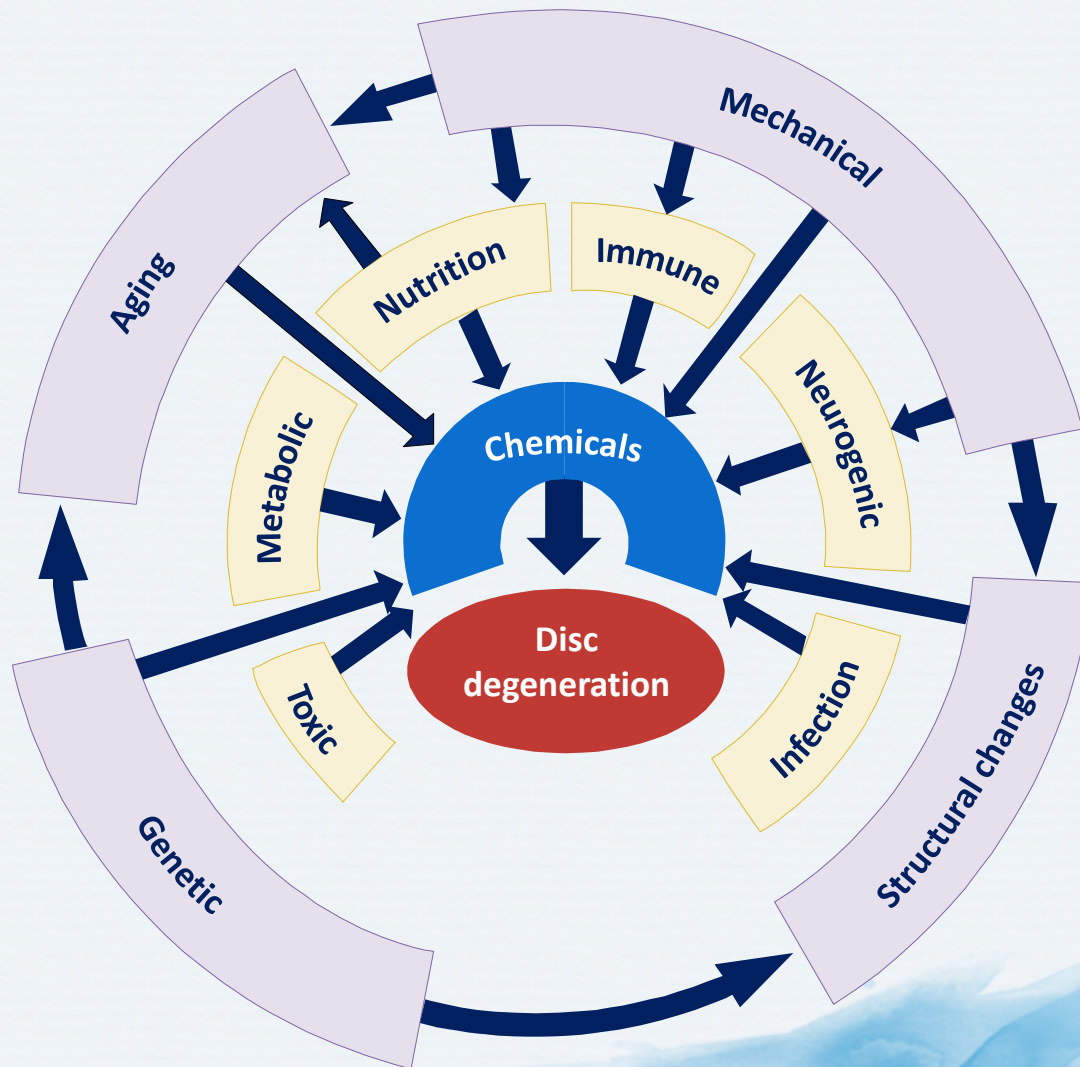 Mechanical
Aging
Nutrition
Immune
Neurogenic
Metabolic
Chemicals
Disc
degeneration
Toxic
Infection
Structural changes
Genetic